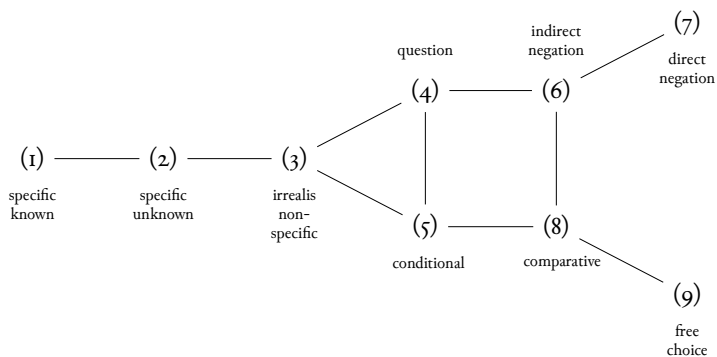 (1)
specific
known
(2)
specific
unknown
(3)
irrealis
non-
specific
question
(4)
(5)
conditional
indirect
negation
(6)
(8)
comparative
(7)
direct
negation
(9)
free
choice